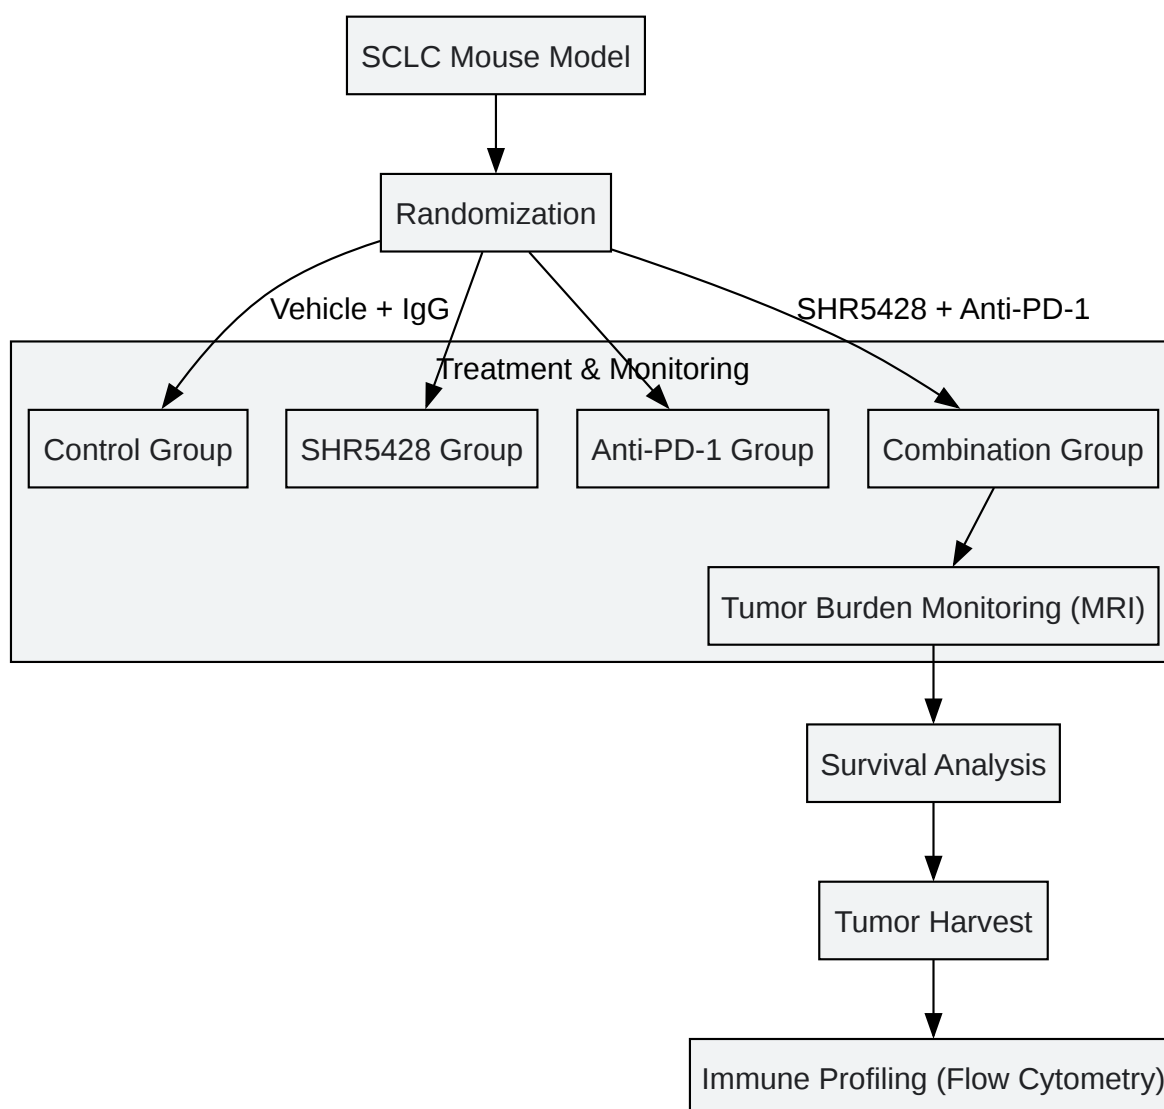 SCLC Mouse Model
Randomization
Vehicle + IgG
SHR5428 + Anti-PD-1
Treatment & Monitoring
Control Group
SHR5428 Group
Anti-PD-1 Group
Combination Group
Tumor Burden Monitoring (MRI)
Survival Analysis
Tumor Harvest
Immune Profiling (Flow Cytometry)